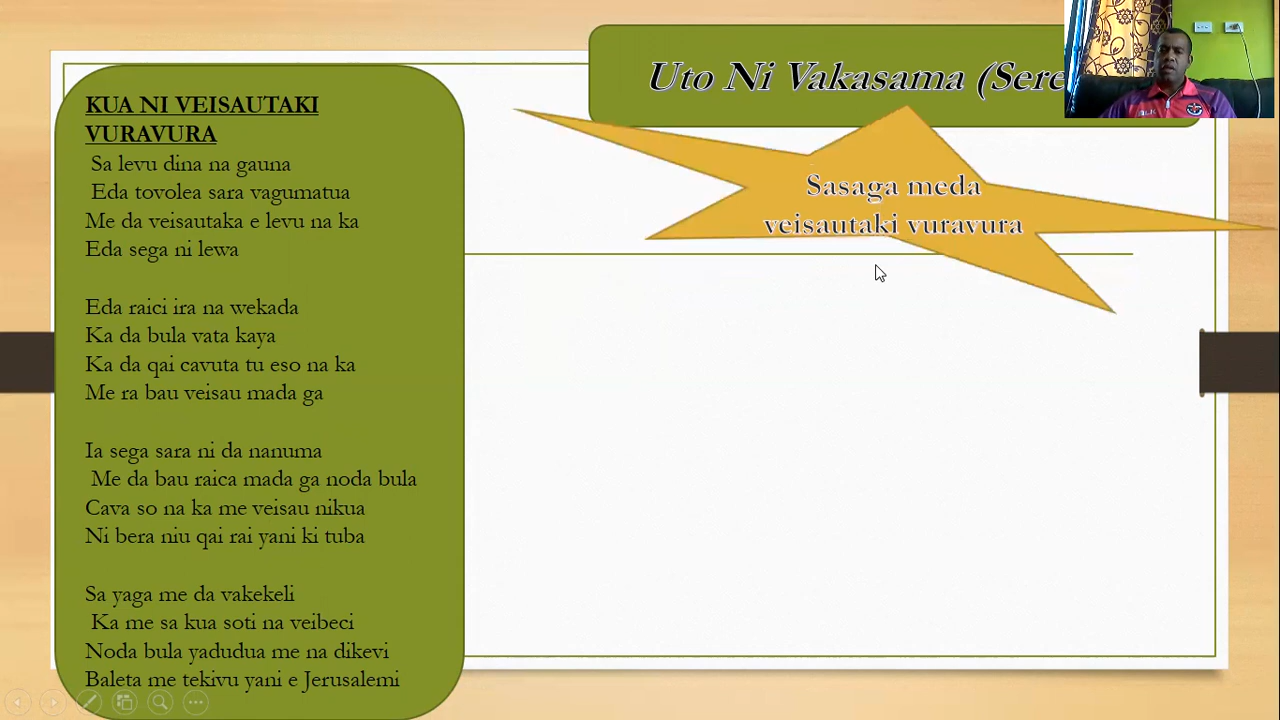 KUA NI VEISAUTAKI
VURAVURA
Sa levu dina na gauna
Eda tovolea sara vagumatua
Me da veisautaka e levu na ka
Eda sega ni lewa
Eda raici ira na wekada
Ka da bula vata kaya
Ka da qai cavuta tu eso na ka
Me ra bau veisau mada ga
Ia sega sara ni da nanuma
Me da bau raica mada ga noda bula
Cava so na ka me veisau nikua
Ni bera niu qai rai yani ki tuba
Sa yaga me da vakekeli
Ka me sa kua soti na veibeci
Noda bula yadudua me na dikevi
Baleta me tekivu yani e Jerusalemi
Uto Ni Vakasama (Sere
Sasaga meda
veisautaki vuravura